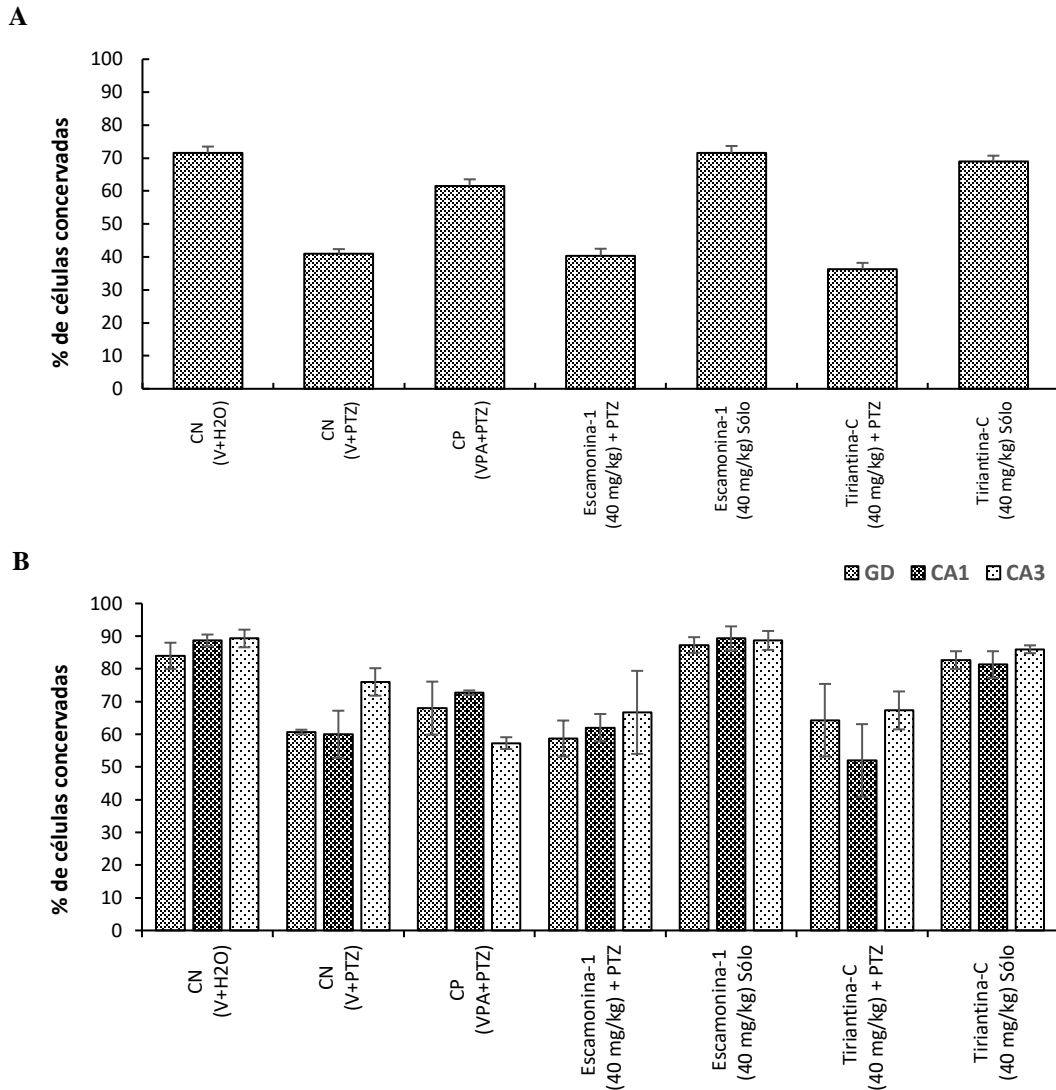 A
% de células concervadas
100
90
80
70
60
50
40
30
20
10
0
CN
(V+H2O)
CN
(V+PTZ)
CP
(VPA+PTZ)
Escamonina-1
(40 mg/kg) + PTZ
Escamonina-1
(40 mg/kg) Sólo
Tiriantina-C
(40 mg/kg) + PTZ
Tiriantina-C
(40 mg/kg) Sólo
B
GD CA1 CA3
% de células concervadas
100
90
80
70
60
50
40
30
20
10
0
CN
(V+H2O)
CN
(V+PTZ)
CP
(VPA+PTZ)
Escamonina-1
(40 mg/kg) + PTZ
Escamonina-1
(40 mg/kg) Sólo
Tiriantina-C
(40 mg/kg) + PTZ
Tiriantina-C
(40 mg/kg) Sólo